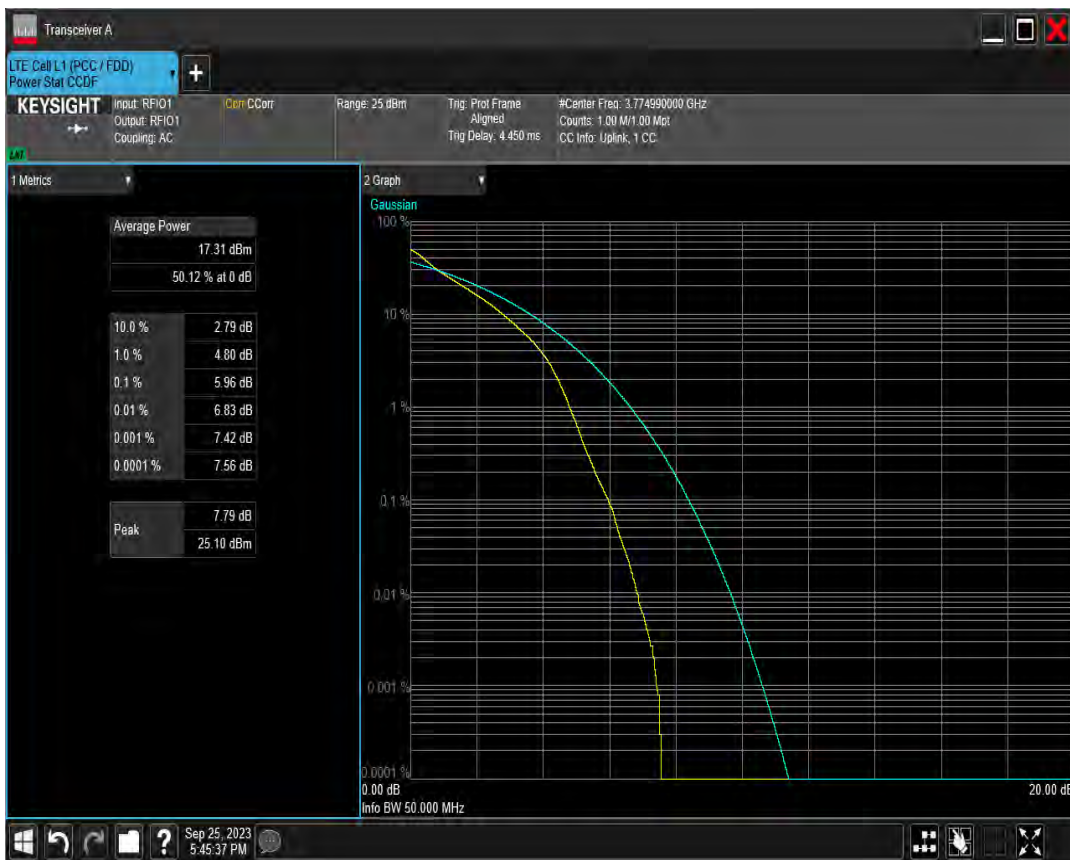 Transceiver A
LTE Cell L1 (PCC / FDD)
Power Stat CCDF
+
KEYSIGHT
Input: RFIO1
Output: RFIO1
Coupling: AC
Corr CCorr
Range: 25 dBm
Trig: Prot Frame
Aligned
Trig Delay: 4.450 ms
#Center Freq: 3.774990000 GHz
Counts: 1.00 M/1.00 Mpt
CC Info: Uplink, 1 CC
1 Metrics
Average Power
17.31 dBm
50.12 % at 0 dB
10.0 % 2.79 dB
1.0 % 4.80 dB
0.1 % 5.96 dB
0.01 % 6.83 dB
0.001 % 7.42 dB
0.0001 % 7.56 dB
Peak
7.79 dB
25.10 dBm
2 Graph
Gaussian
100 %
10 %
1 %
0.1 %
0.01 %
0.001 %
0.0001 %
0.00 dB
20.00 dB
Info BW 50.000 MHz
?
Sep 25, 2023
5:45:37 PM